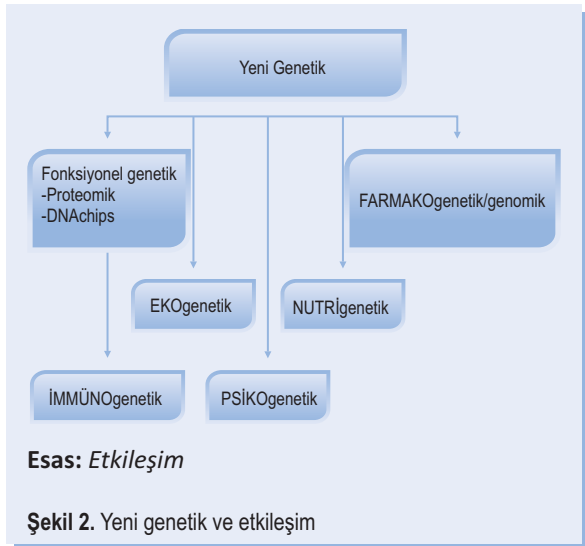 Yeni Genetik
Fonksiyonel genetik
-Proteomik
-DNAchips
FARMAKOgenetik/genomik
EKOgenetik
NUTRİgenetik
İMMÜNOgenetik
PSİKOgenetik
Esas: Etkileşim
Şekil 2. Yeni genetik ve etkileşim